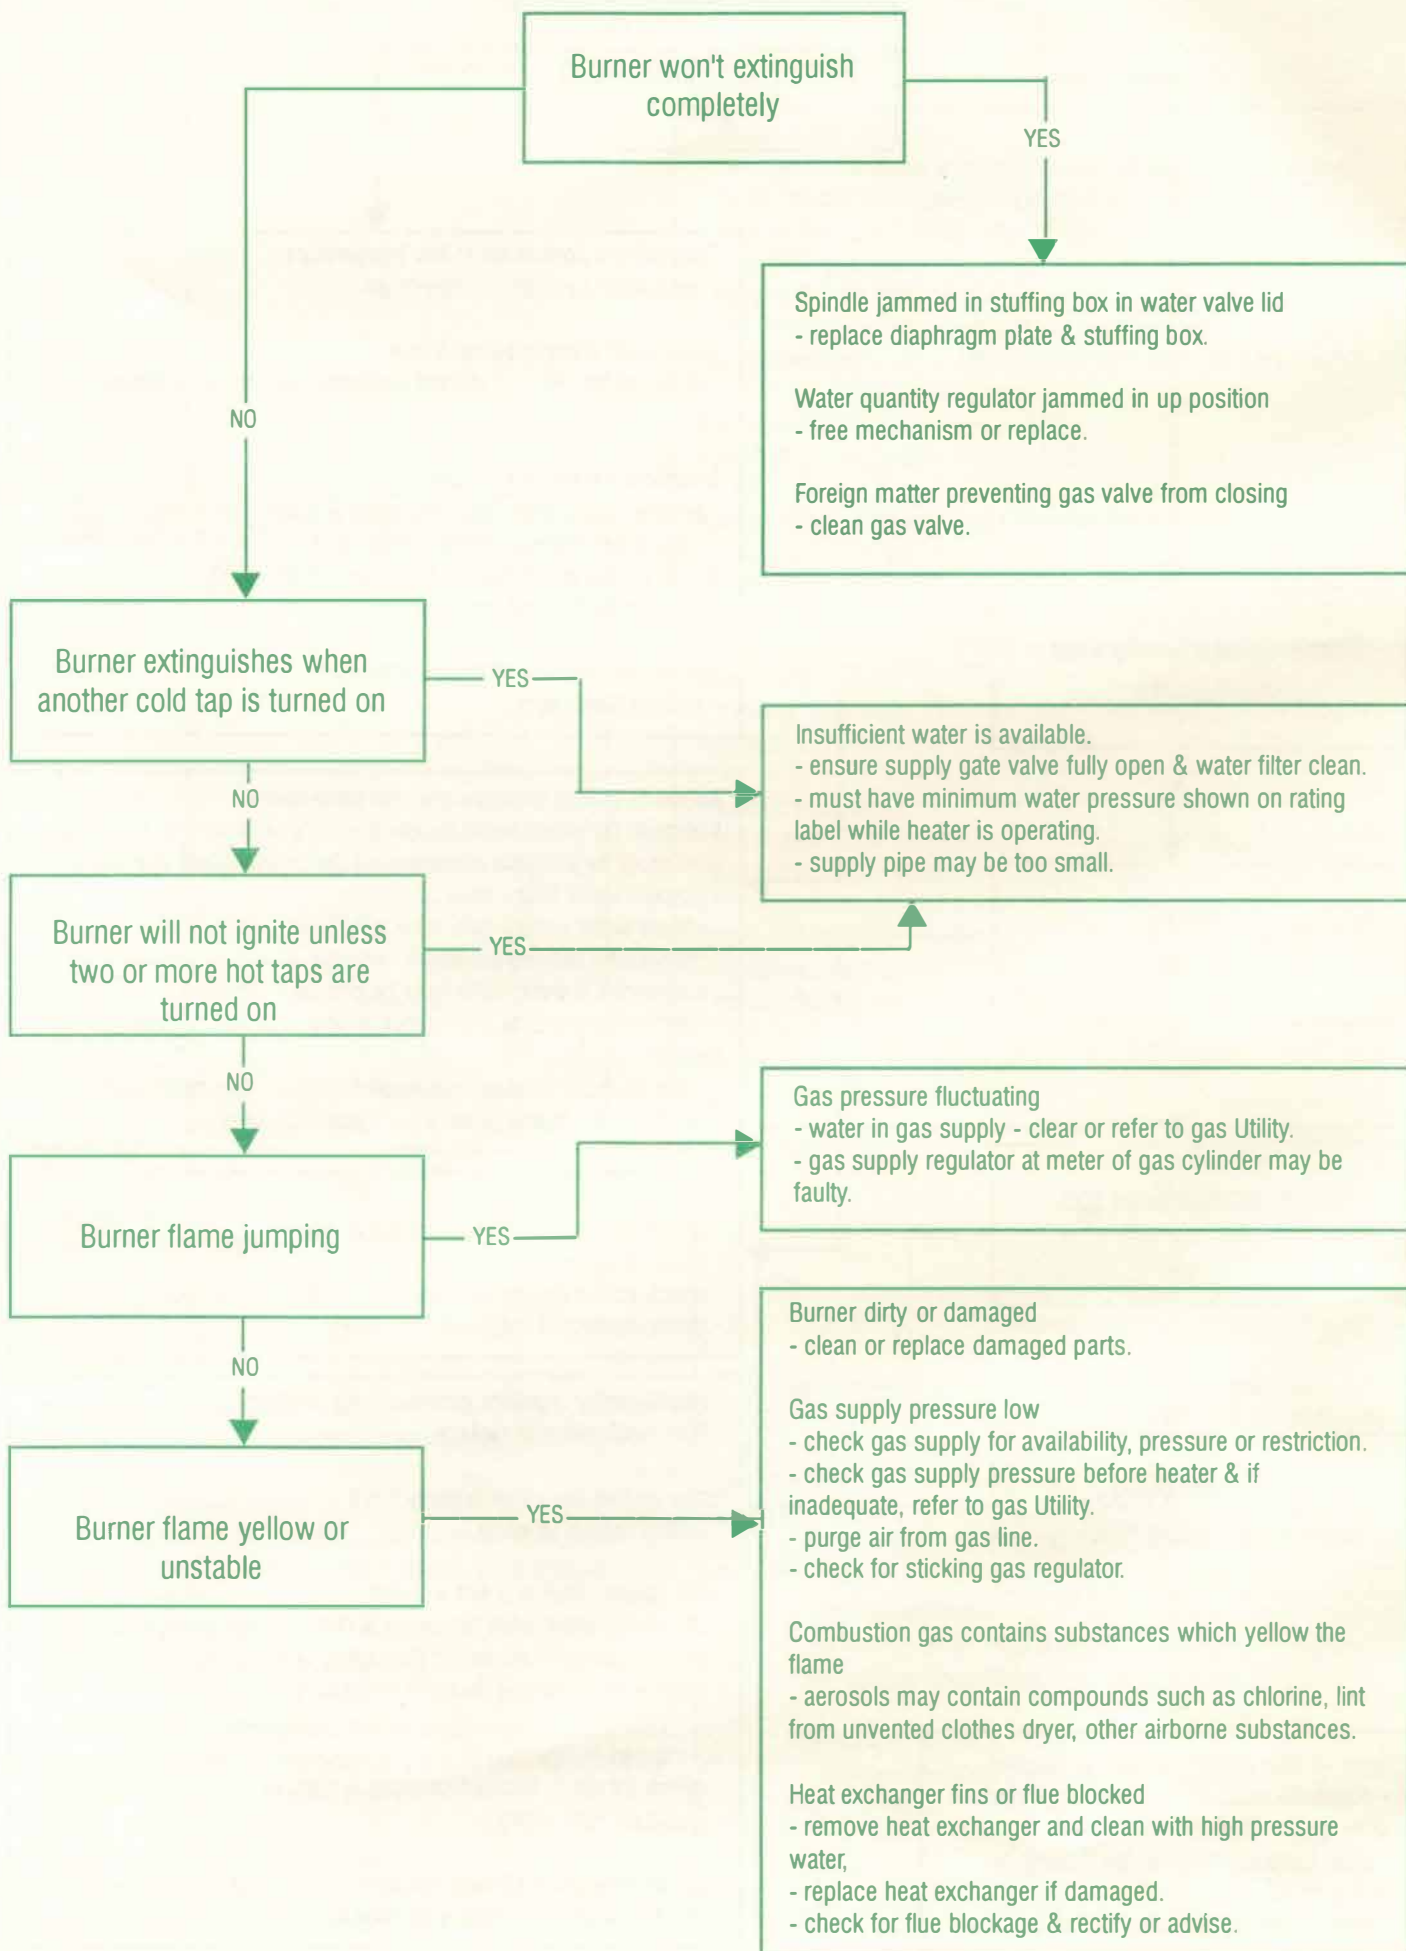 Burner won't extinguish
completely
YES
NO
Spindle jammed in stuffing box in water valve lid
- replace diaphragm plate & stuffing box.
Water quantity regulator jammed in up position
- free mechanism or replace.
Foreign matter preventing gas valve from closing
- clean gas valve.
Burner extinguishes when
another cold tap is turned on
YES
NO
Insufficient water is available.
- ensure supply gate valve fully open & water filter clean.
- must have minimum water pressure shown on rating
label while heater is operating.
- supply pipe may be too small.
Burner will not ignite unless
two or more hot taps are
turned on
YES
NO
Gas pressure fluctuating
- water in gas supply - clear or refer to gas Utility.
- gas supply regulator at meter of gas cylinder may be
faulty.
Burner flame jumping
YES
NO
Burner dirty or damaged
- clean or replace damaged parts.
Gas supply pressure low
- check gas supply for availability, pressure or restriction.
- check gas supply pressure before heater & if
inadequate, refer to gas Utility.
- purge air from gas line.
- check for sticking gas regulator.
Combustion gas contains substances which yellow the
flame
- aerosols may contain compounds such as chlorine, lint
from unvented clothes dryer, other airborne substances.
Heat exchanger fins or flue blocked
- remove heat exchanger and clean with high pressure
water,
- replace heat exchanger if damaged.
- check for flue blockage & rectify or advise.
Burner flame yellow or
unstable
YES